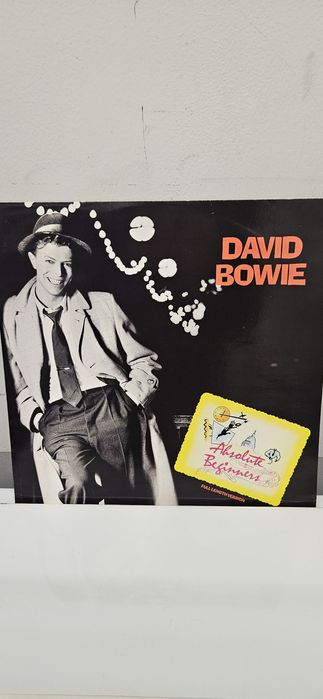 DAVID
BOWIE
Absolute
Beginners
FULL LENGTH VERSION